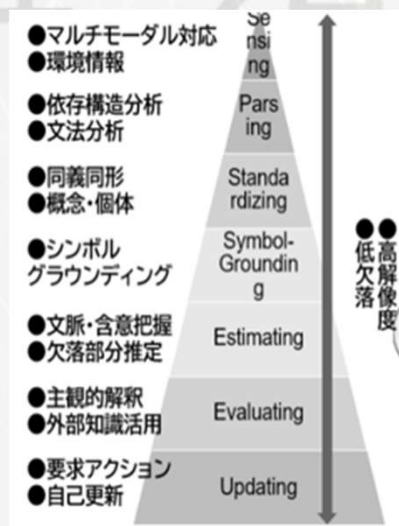 ●マルチモーダル対応
●環境情報
Se
nsi
ng
●依存構造分析
●文法分析
Pars
ing
●同義同形
●概念・個体
Standa
rdizing
●シンボル
グラウンディング
Symbol-
Groundin
g
●文脈・含意把握
●欠落部分推定
Estimating
●主観的解釈
●外部知識活用
Evaluating
●要求アクション
●自己更新
Updating
●高解像度
●低欠落